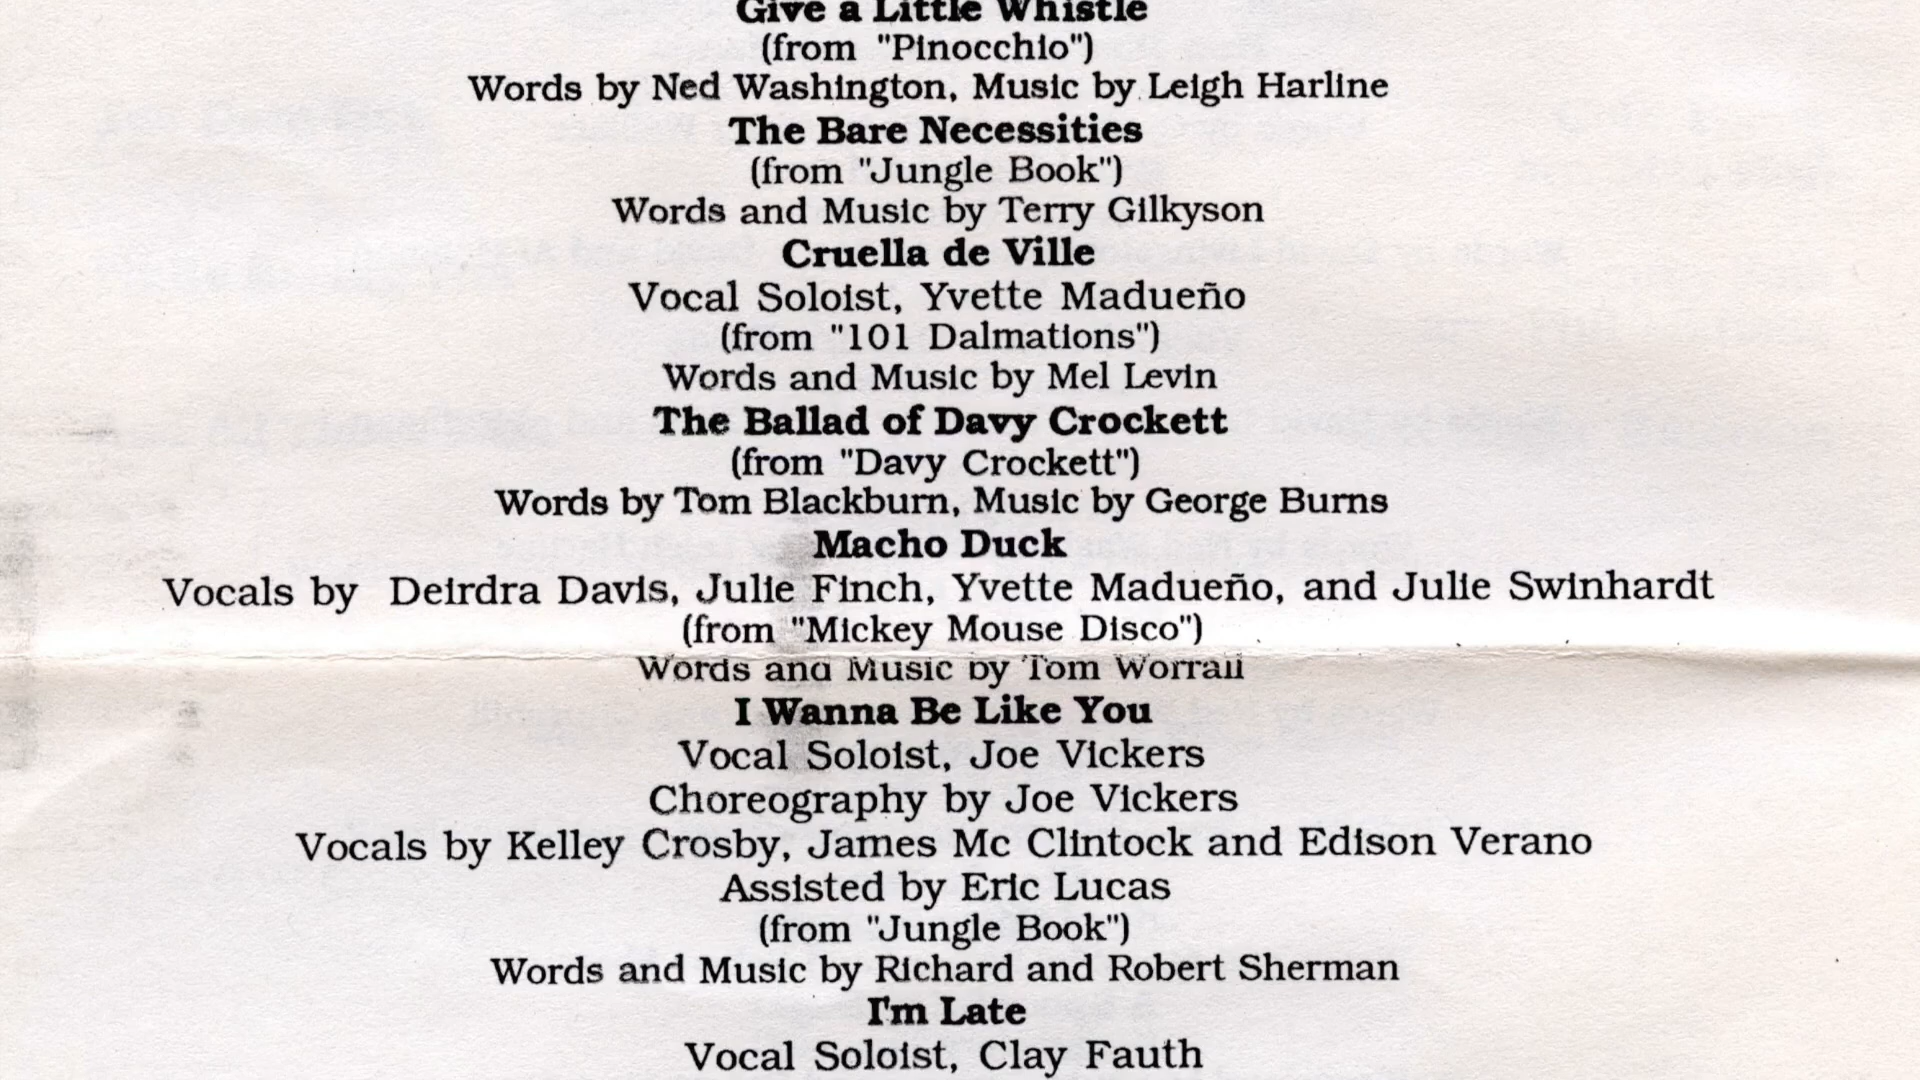 Give a Little Whistle
(from "Pinocchio")
Words by Ned Washington, Music by Leigh Harline
The Bare Necessities
(from "Jungle Book")
Words and Music by Terry Gilkyson
Cruella de Ville
Vocal Soloist, Yvette Madueño
(from "101 Dalmations")
Words and Music by Mel Levin
The Ballad of Davy Crockett
(from "Davy Crockett")
Words by Tom Blackburn, Music by George Burns
Macho Duck
Vocals by Deirdra Davis, Julie Finch, Yvette Madueño, and Julie Swinhardt
(from "Mickey Mouse Disco")
Words and Music by Tom Worrall
I Wanna Be Like You
Vocal Soloist, Joe Vickers
Choreography by Joe Vickers
Vocals by Kelley Crosby, James Mc Clintock and Edison Verano
Assisted by Eric Lucas
(from "Jungle Book")
Words and Music by Richard and Robert Sherman
I'm Late
Vocal Soloist, Clay Fauth